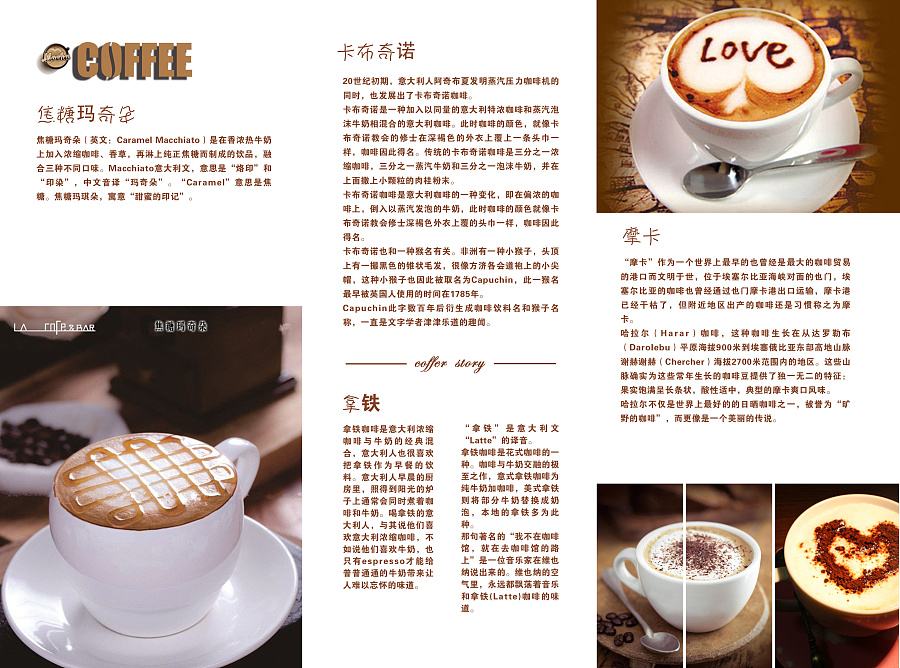 COFFEE
焦糖玛奇朵
焦糖玛奇朵（英文：Caramel Macchiato）是在香浓热牛奶
上加入浓缩咖啡、香草，再淋上纯正焦糖而制成的饮品，融
合三种不同口味。Macchiato意大利文，意思是“烙印”和
“印染”，中文音译“玛奇朵”。“Caramel”意思是焦
糖。焦糖玛琪朵，寓意“甜蜜的印记”。
LA cafe & BAR
焦糖玛奇朵
卡布奇诺
20世纪初期，意大利人阿奇布夏发明蒸汽压力咖啡机的
同时，也发展出了卡布奇诺咖啡。
卡布奇诺是一种加入以同量的意大利特浓咖啡和蒸汽泡
沫牛奶相混合的意大利咖啡。此时咖啡的颜色，就像卡
布奇诺教会的修士在深褐色的外衣上覆上一条头巾一
样，咖啡因此得名。传统的卡布奇诺咖啡是三分之一浓
缩咖啡，三分之一蒸汽牛奶和三分之一泡沫牛奶，并在
上面撒上小颗粒的肉桂粉末。
卡布奇诺咖啡是意大利咖啡的一种变化，即在偏浓的咖
啡上，倒入以蒸汽发泡的牛奶，此时咖啡的颜色就像卡
布奇诺教会修士深褐色外衣上覆的头巾一样，咖啡因此
得名。
卡布奇诺也和一种猴名有关。非洲有一种小猴子，头顶
上有一撮黑色的锥状毛发，很像方济各会道袍上的小尖
帽，这种小猴子也因此被取名为Capuchin，此一猴名
最早被英国人使用的时间在1785年。
Capuchin此字数百年后衍生成咖啡饮料名和猴子名
称，一直是文字学者津津乐道的趣闻。
coffer story
拿铁
拿铁咖啡是意大利浓缩
咖啡与牛奶的经典混
合，意大利人也很喜欢
把拿铁作为早餐的饮
料。意大利人早晨的厨
房里，照得到阳光的炉
子上通常会同时煮着咖
啡和牛奶。喝拿铁的意
大利人，与其说他们喜
欢意大利浓缩咖啡，不
如说他们喜欢牛奶，也
只有espresso才能给
普普通通的牛奶带来让
人难以忘怀的味道。
“拿铁”是意大利文
“Latte”的译音。
拿铁咖啡是花式咖啡的一
种。咖啡与牛奶交融的极
至之作，意式拿铁咖啡为
纯牛奶加咖啡，美式拿铁
则将部分牛奶替换成奶
泡，本地的拿铁多为此
种。
那句著名的“我不在咖啡
馆，就在去咖啡馆的路
上”是一位音乐家在维也
纳说出来的。维也纳的空
气里，永远都飘荡着音乐
和拿铁(Latte)咖啡的味
道。
Love
摩卡
“摩卡”作为一个世界上最早的也曾经是最大的咖啡贸易
的港口而文明于世，位于埃塞尔比亚海峡对面的也门，埃
塞尔比亚的咖啡也曾经通过也门摩卡港出口运输，摩卡港
已经干枯了，但附近地区出产的咖啡还是习惯称之为摩
卡。
哈拉尔（Harar）咖啡，这种咖啡生长在从达罗勒布
（Darolebu）平原海拔900米到埃塞俄比亚东部高地山脉
谢赫谢赫（Chercher）海拔2700米范围内的地区。这些山
脉确实为这些常年生长的咖啡豆提供了独一无二的特征：
果实饱满呈长条状，酸性适中，典型的摩卡爽口风味。
哈拉尔不仅是世界上最好的的日晒咖啡之一，被誉为“旷
野的咖啡”，而更像是一个美丽的传说。